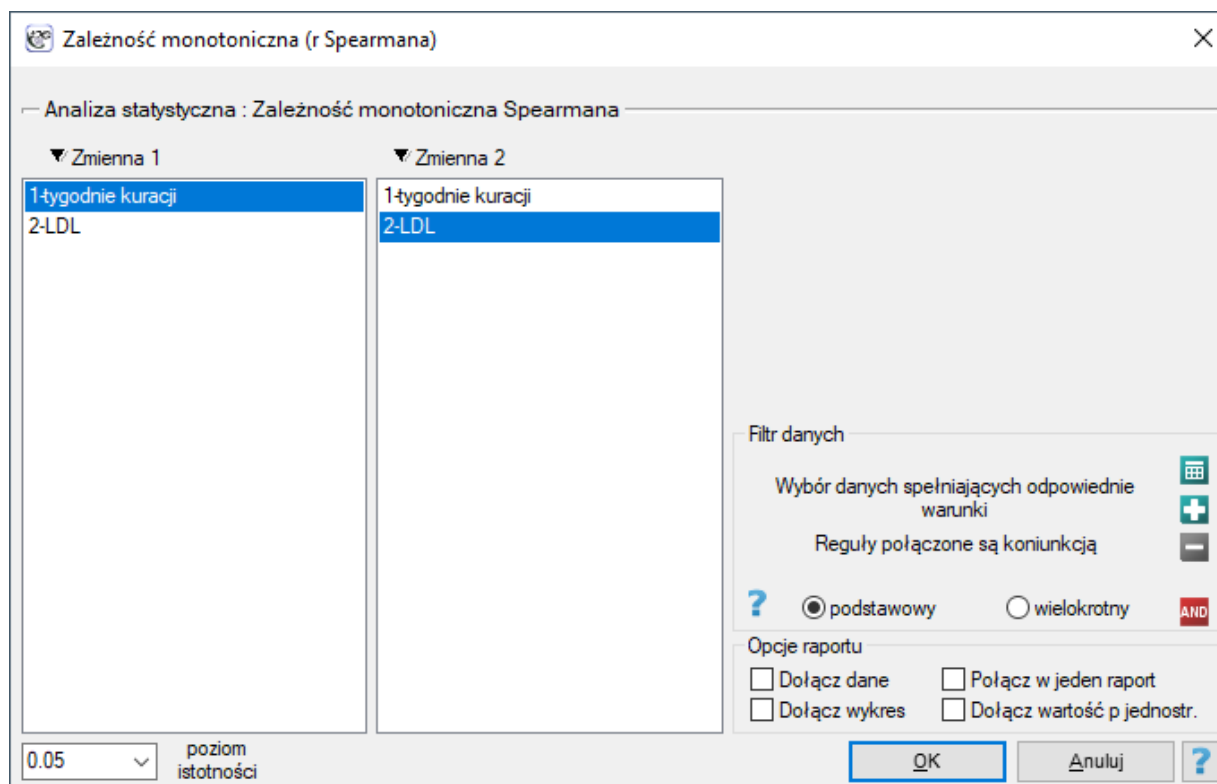 Zależność monotoniczna (r Spearmana)
Analiza statystyczna : Zależność monotoniczna Spearmana
Zmienna 1
Zmienna 2
1-tygodnie kuracji
2-LDL
1-tygodnie kuracji
2-LDL
Filtr danych
Wybór danych spełniających odpowiednie
warunki
Reguły połączone są koniunkcją
? podstawowy wielokrotny AND
Opcje raportu
Dołącz dane Połącz w jeden raport
Dołącz wykres Dołącz wartość p jednostr.
0.05
poziom
istotności
OK Anuluj ?